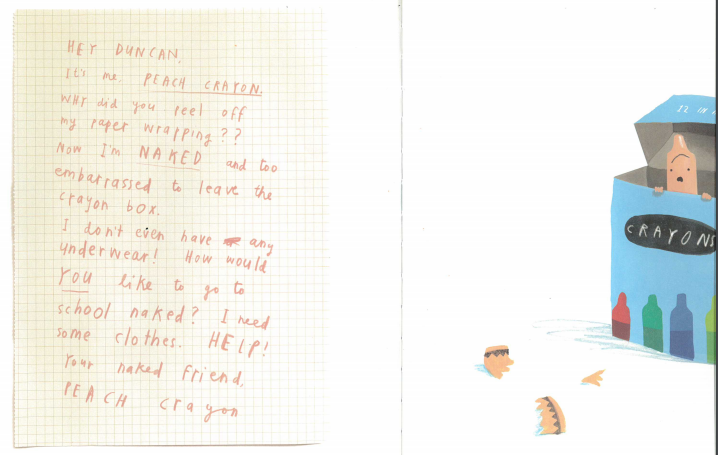 HEY DUNCAN,
It's me, PEACH CRAYON.
WHY did you peel off
my paper wrapping??
Now I'm NAKED and too
embarrassed to leave the
crayon box.
I don't even have any
underwear! How would
YOU like to go to
school naked? I need
some clothes. HELP!
Your naked friend,
PEACH crayon
12 IN
CRAYONS